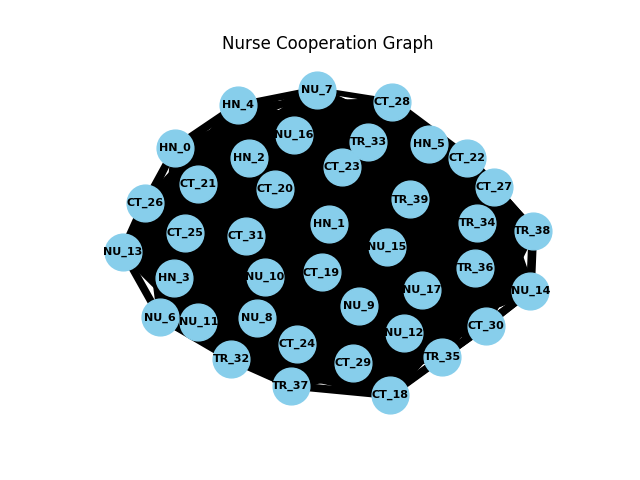 Nurse Cooperation Graph
NU_7
CT_28
HN_4
NU_16
TR_33
HN_5
HN_0
HN_2
CT_22
CT_23
CT_21
CT_20
CT_27
TR_39
CT_26
HN_1
TR_34
TR_38
CT_25
CT_31
NU_15
NU_13
TR_36
CT_19
NU_10
HN_3
NU_17
NU_14
NU_9
NU_6
NU_8
NU_11
CT_30
NU_12
CT_24
TR_35
TR_32
CT_29
TR_37
CT_18